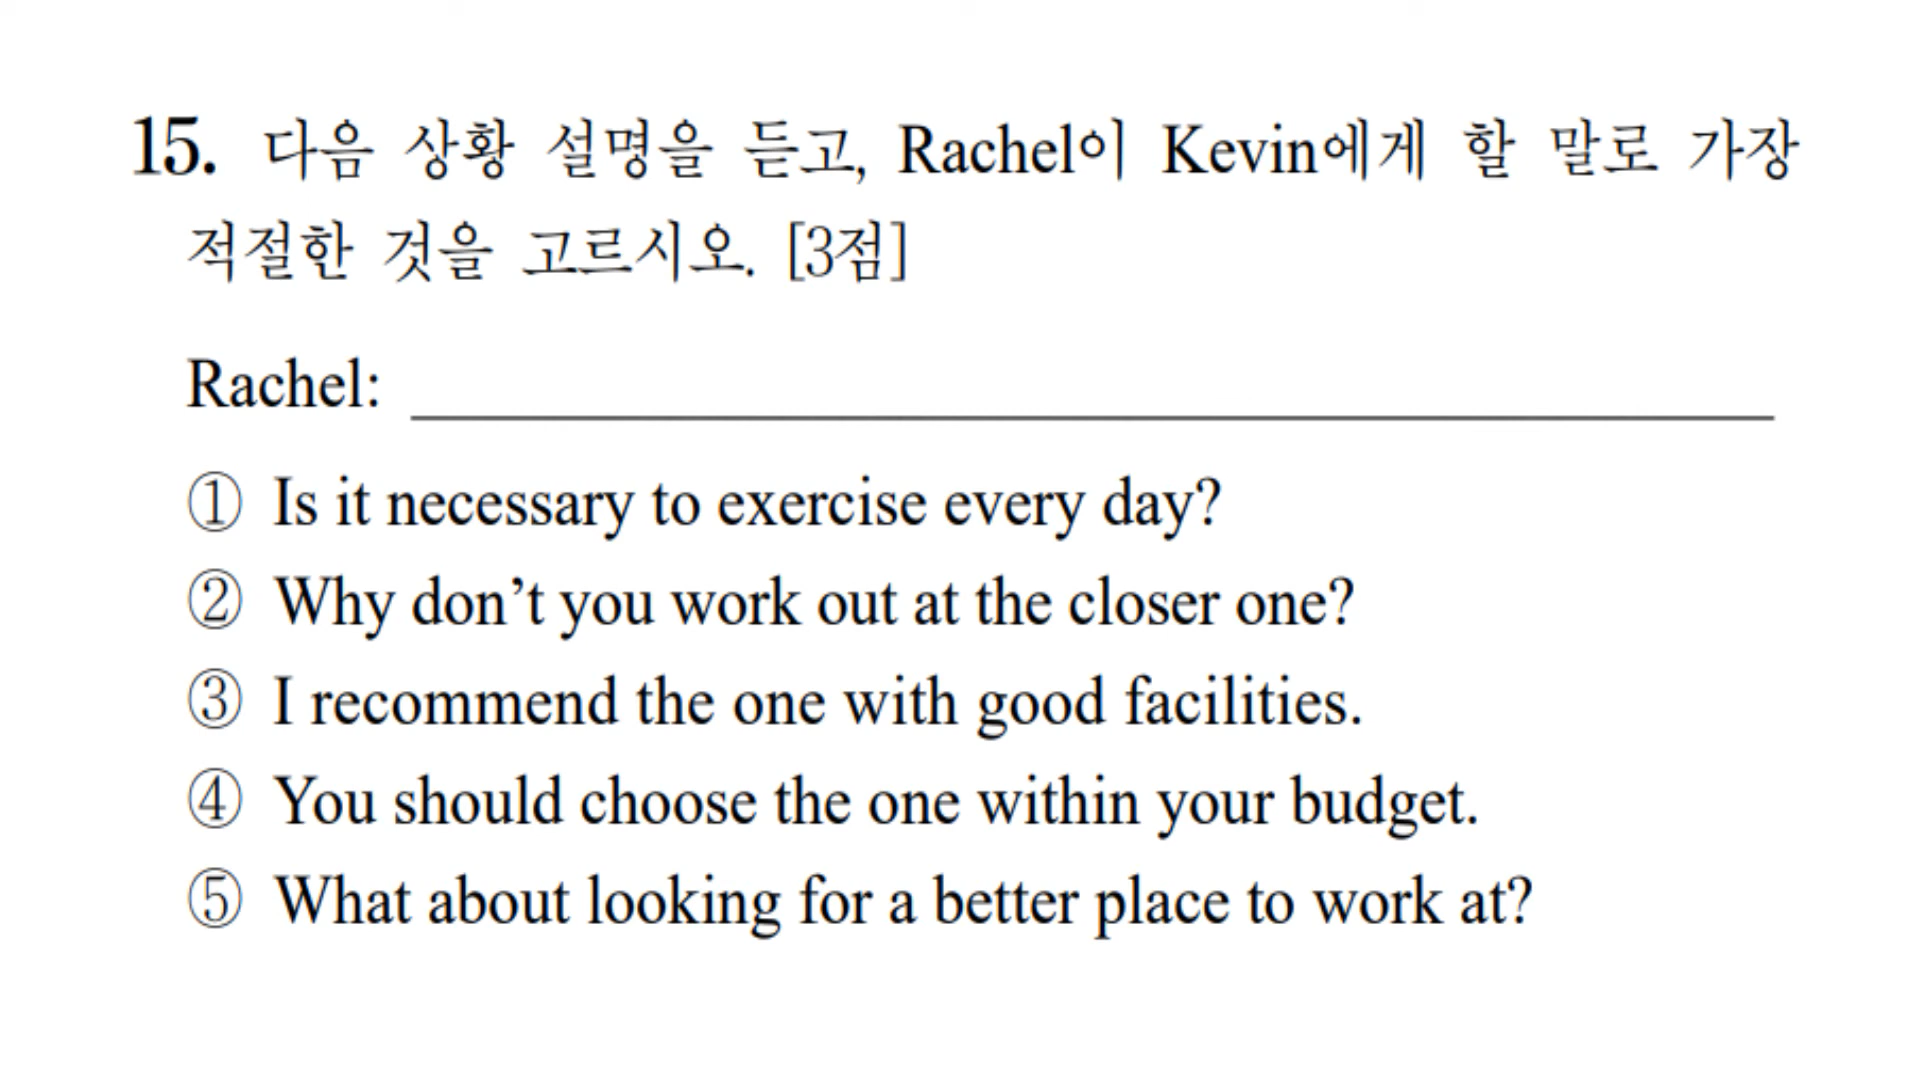 15. 다음 상황 설명을 듣고, Rachel이 Kevin에게 할 말로 가장
적절한 것을 고르시오. [3점]
Rachel: 
① Is it necessary to exercise every day?
② Why don’t you work out at the closer one?
③ I recommend the one with good facilities.
④ You should choose the one within your budget.
⑤ What about looking for a better place to work at?